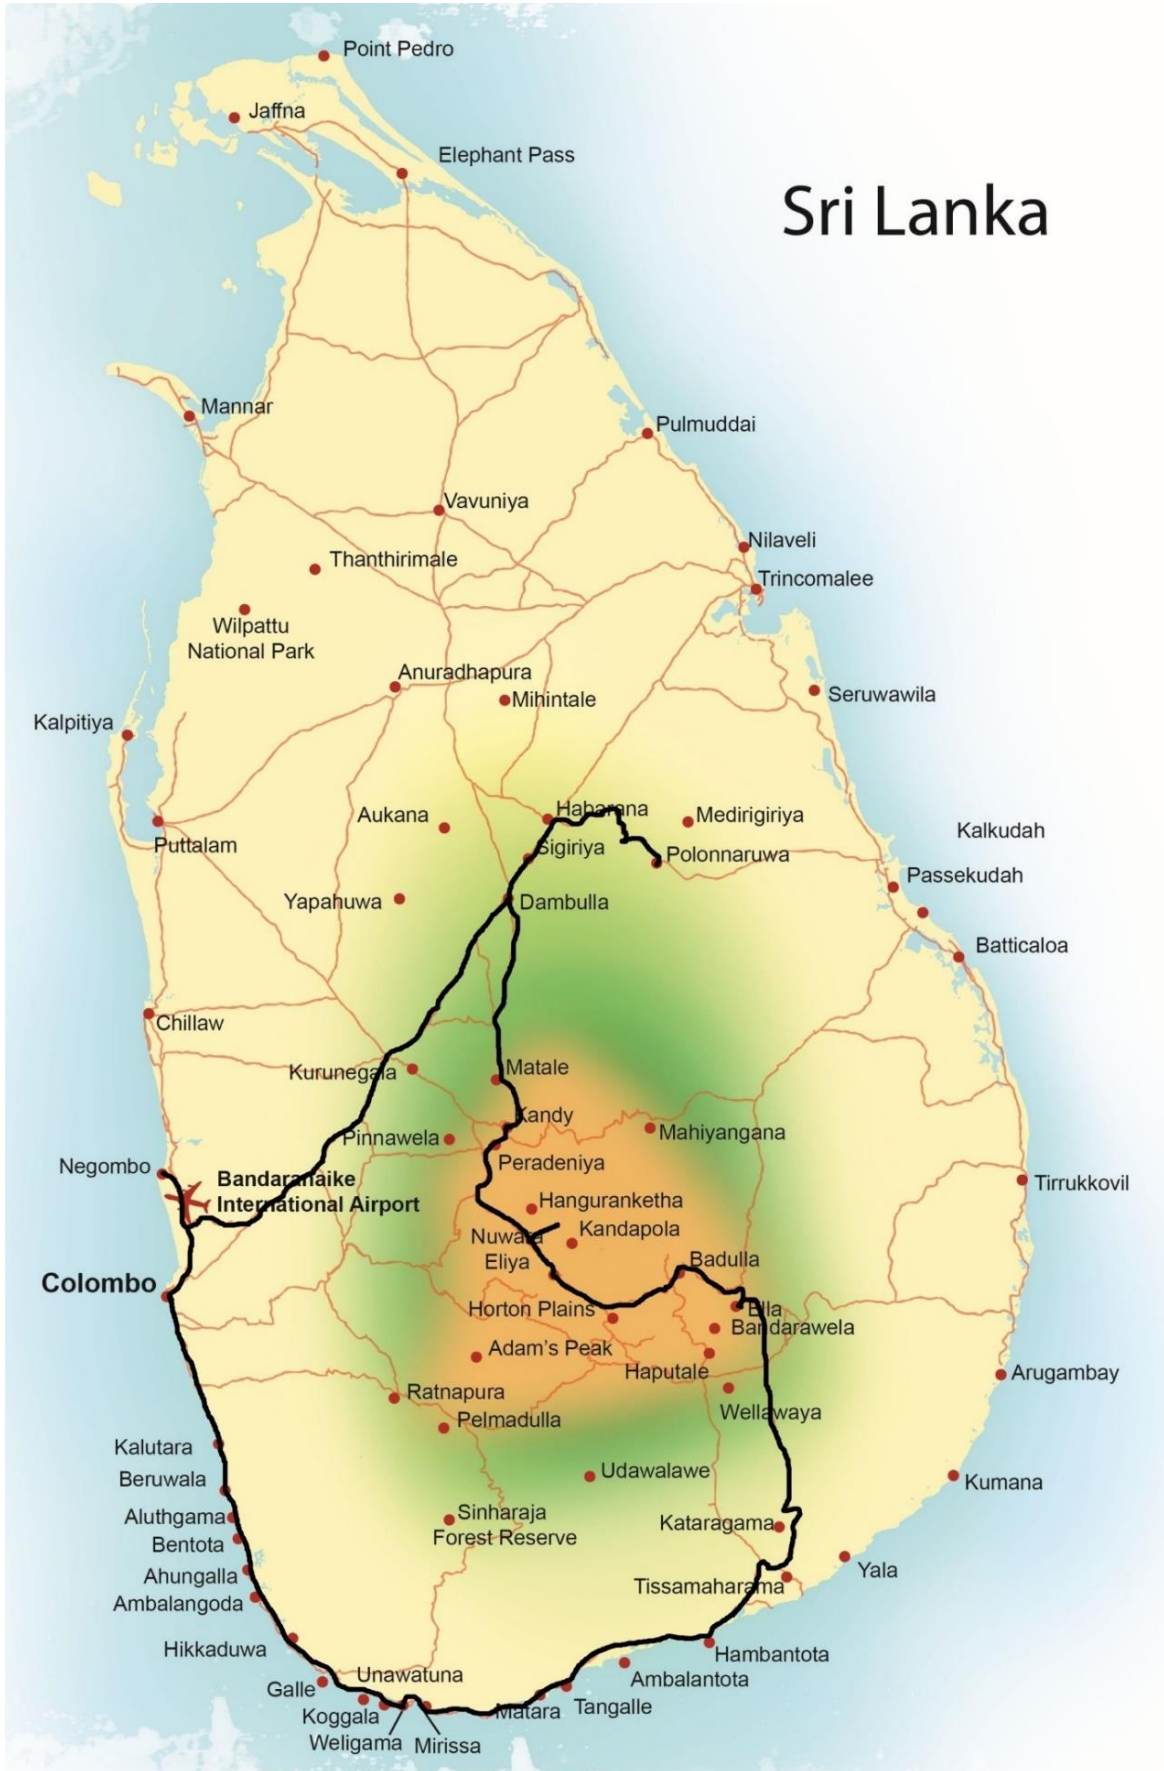 Point Pedro
Jaffna
Elephant Pass
Sri Lanka
Mannar
Pulmuddai
Vavuniya
Nilaveli
Thanthirimale
Trincomalee
Wilpattu
National Park
Anuradhapura
Mihintale
Seruwawila
Kalpitiya
Habarana
Aukana
Medirigiriya
Kalkudah
Puttalam
Sigiriya
Polonnaruwa
Passekudah
Yapahuwa
Dambulla
Batticaloa
Chillaw
Kurunegala
Matale
Kandy
Pinnawela
Mahiyangana
Negombo
Peradeniya
Bandaranaike
International Airport
Tirrukkovil
Hanguranketha
Kandapola
Nuwara
Eliya
Badulla
Colombo
Horton Plains
Ella
Bandarawela
Adam's Peak
Haputale
Arugambay
Ratnapura
Wellawaya
Pelmadulla
Kalutara
Udawalawe
Beruwala
Kumana
Aluthgama
Sinharaja
Forest Reserve
Kataragama
Bentota
Yala
Ahungalla
Tissamaharama
Ambalangoda
Hikkaduwa
Hambantota
Unawatuna
Ambalantota
Galle
Koggala
Matara
Tangalle
Weligama
Mirissa